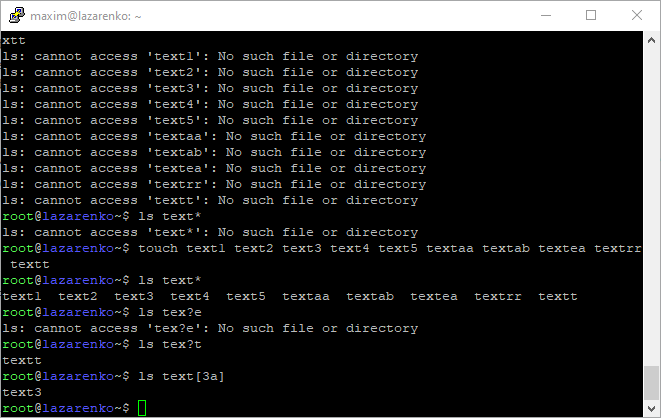 maxim@lazarenko: ~
xtt
ls: cannot access 'text1': No such file or directory
ls: cannot access 'text2': No such file or directory
ls: cannot access 'text3': No such file or directory
ls: cannot access 'text4': No such file or directory
ls: cannot access 'text5': No such file or directory
ls: cannot access 'textaa': No such file or directory
ls: cannot access 'textab': No such file or directory
ls: cannot access 'textea': No such file or directory
ls: cannot access 'textrr': No such file or directory
ls: cannot access 'textt': No such file or directory
root@lazarenko~$ ls text*
ls: cannot access 'text*': No such file or directory
root@lazarenko~$ touch text1 text2 text3 text4 text5 textaa textab textea textrr
 textt
root@lazarenko~$ ls text*
text1  text2  text3  text4  text5  textaa  textab  textea  textrr  textt
root@lazarenko~$ ls tex?e
ls: cannot access 'tex?e': No such file or directory
root@lazarenko~$ ls tex?t
textt
root@lazarenko~$ ls text[3a]
text3
root@lazarenko~$